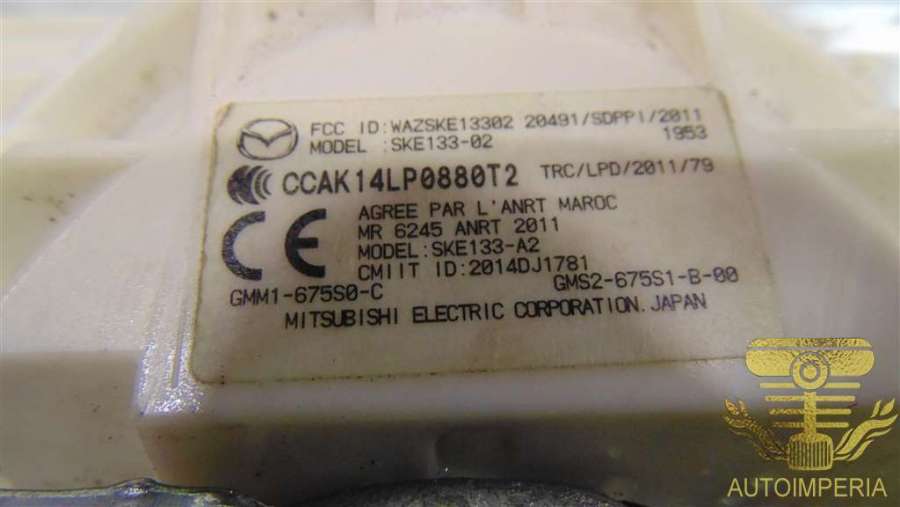 FCC ID:WAZSKE13302 20491/SDPPI/2011
MODEL :SKE133-02 1953
CCAK14LP0880T2 TRC/LPD/2011/79
AGREE PAR L'ANRT MAROC
MR 6245 ANRT 2011
MODEL:SKE133-A2
CMIIT ID:2014DJ1781
GMM1-675S0-C GMS2-675S1-B-00
MITSUBISHI ELECTRIC CORPORATION.JAPAN
AUTOIMPERIA